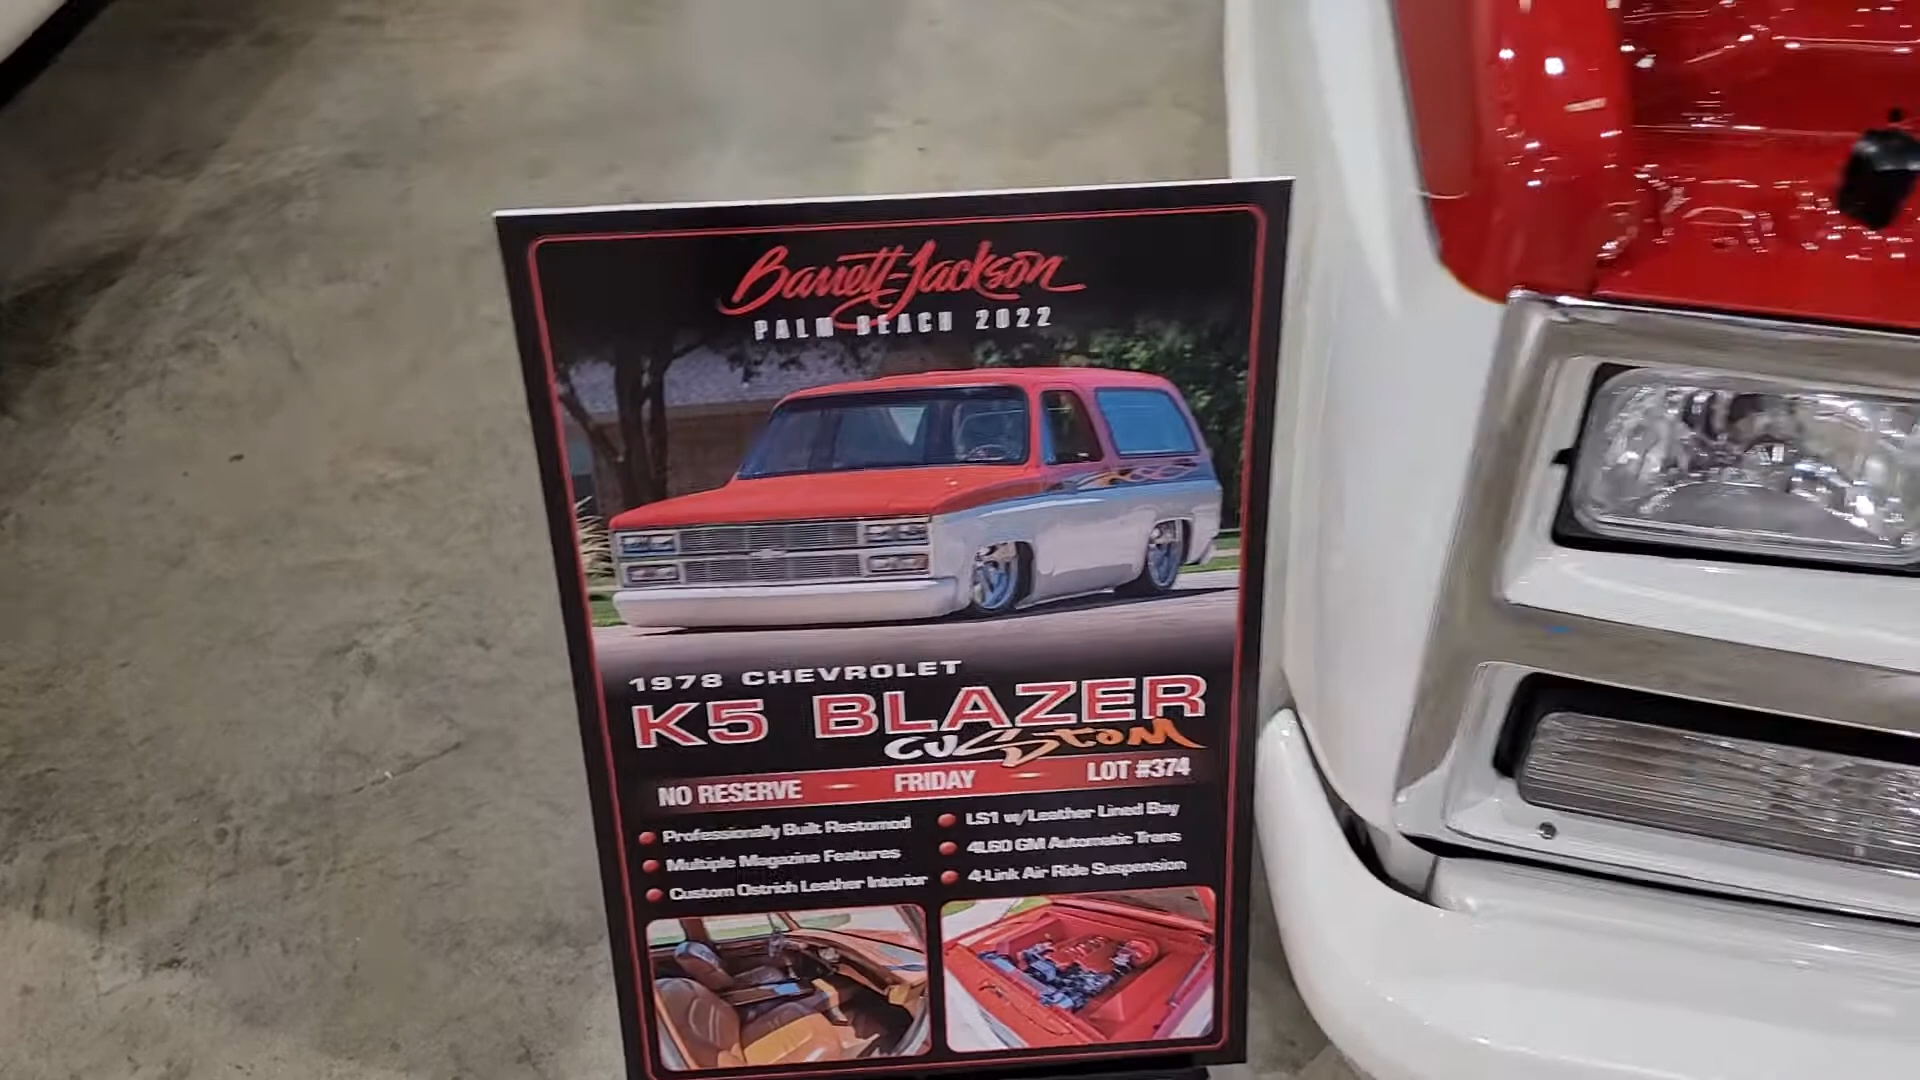 Barrett-Jackson
PALM BEACH 2022
1978 CHEVROLET
K5 BLAZER
CUSTOM
NO RESERVE FRIDAY LOT #374
Professionally Built Restomod
Multiple Magazine Features
Custom Ostrich Leather Interior
LS1 w/Leather Lined Bay
4L60 GM Automatic Trans
4-Link Air Ride Suspension